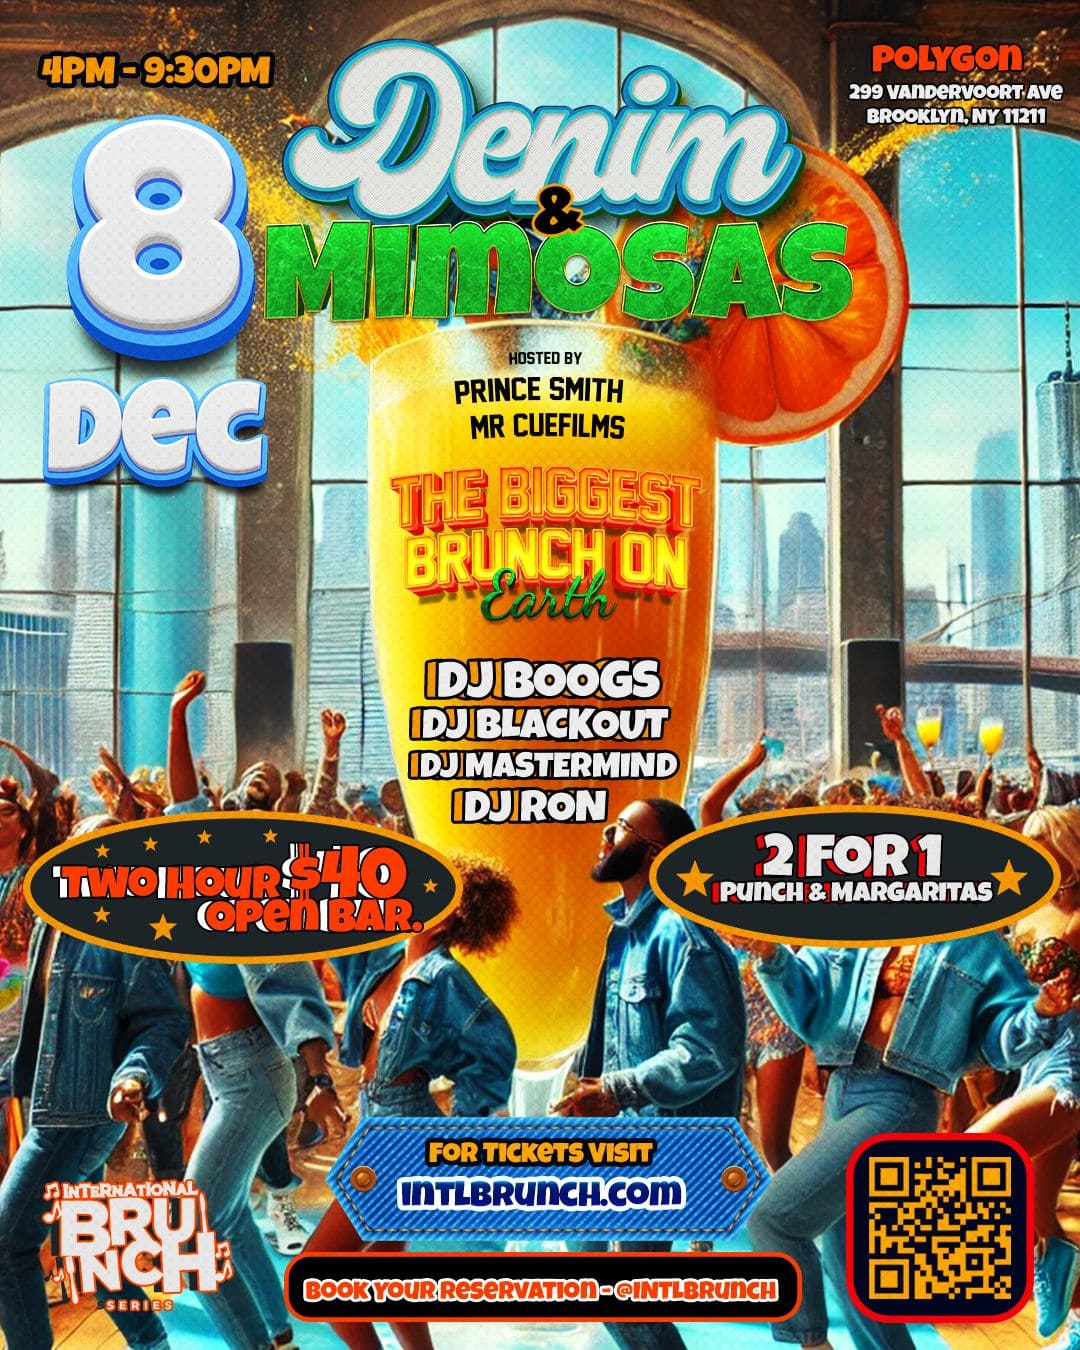 4PM - 9:30PM
8
DEC
Denim
&
MIMOSAS
POLYGON
299 VANDERVOORT AVE
BROOKLYN, NY 11211
HOSTED BY
PRINCE SMITH
MR CUEFILMS
THE BIGGEST
BRUNCH ON
Earth
DJ BOOGS
DJ BLACKOUT
DJ MASTERMIND
DJ RON
TWO HOUR $40
OPEN BAR.
2 FOR 1
PUNCH & MARGARITAS
FOR TICKETS VISIT
INTLBRUNCH.COM
BOOK YOUR RESERVATION - @INTLBRUNCH
INTERNATIONAL
BRU
NCH
SERIES